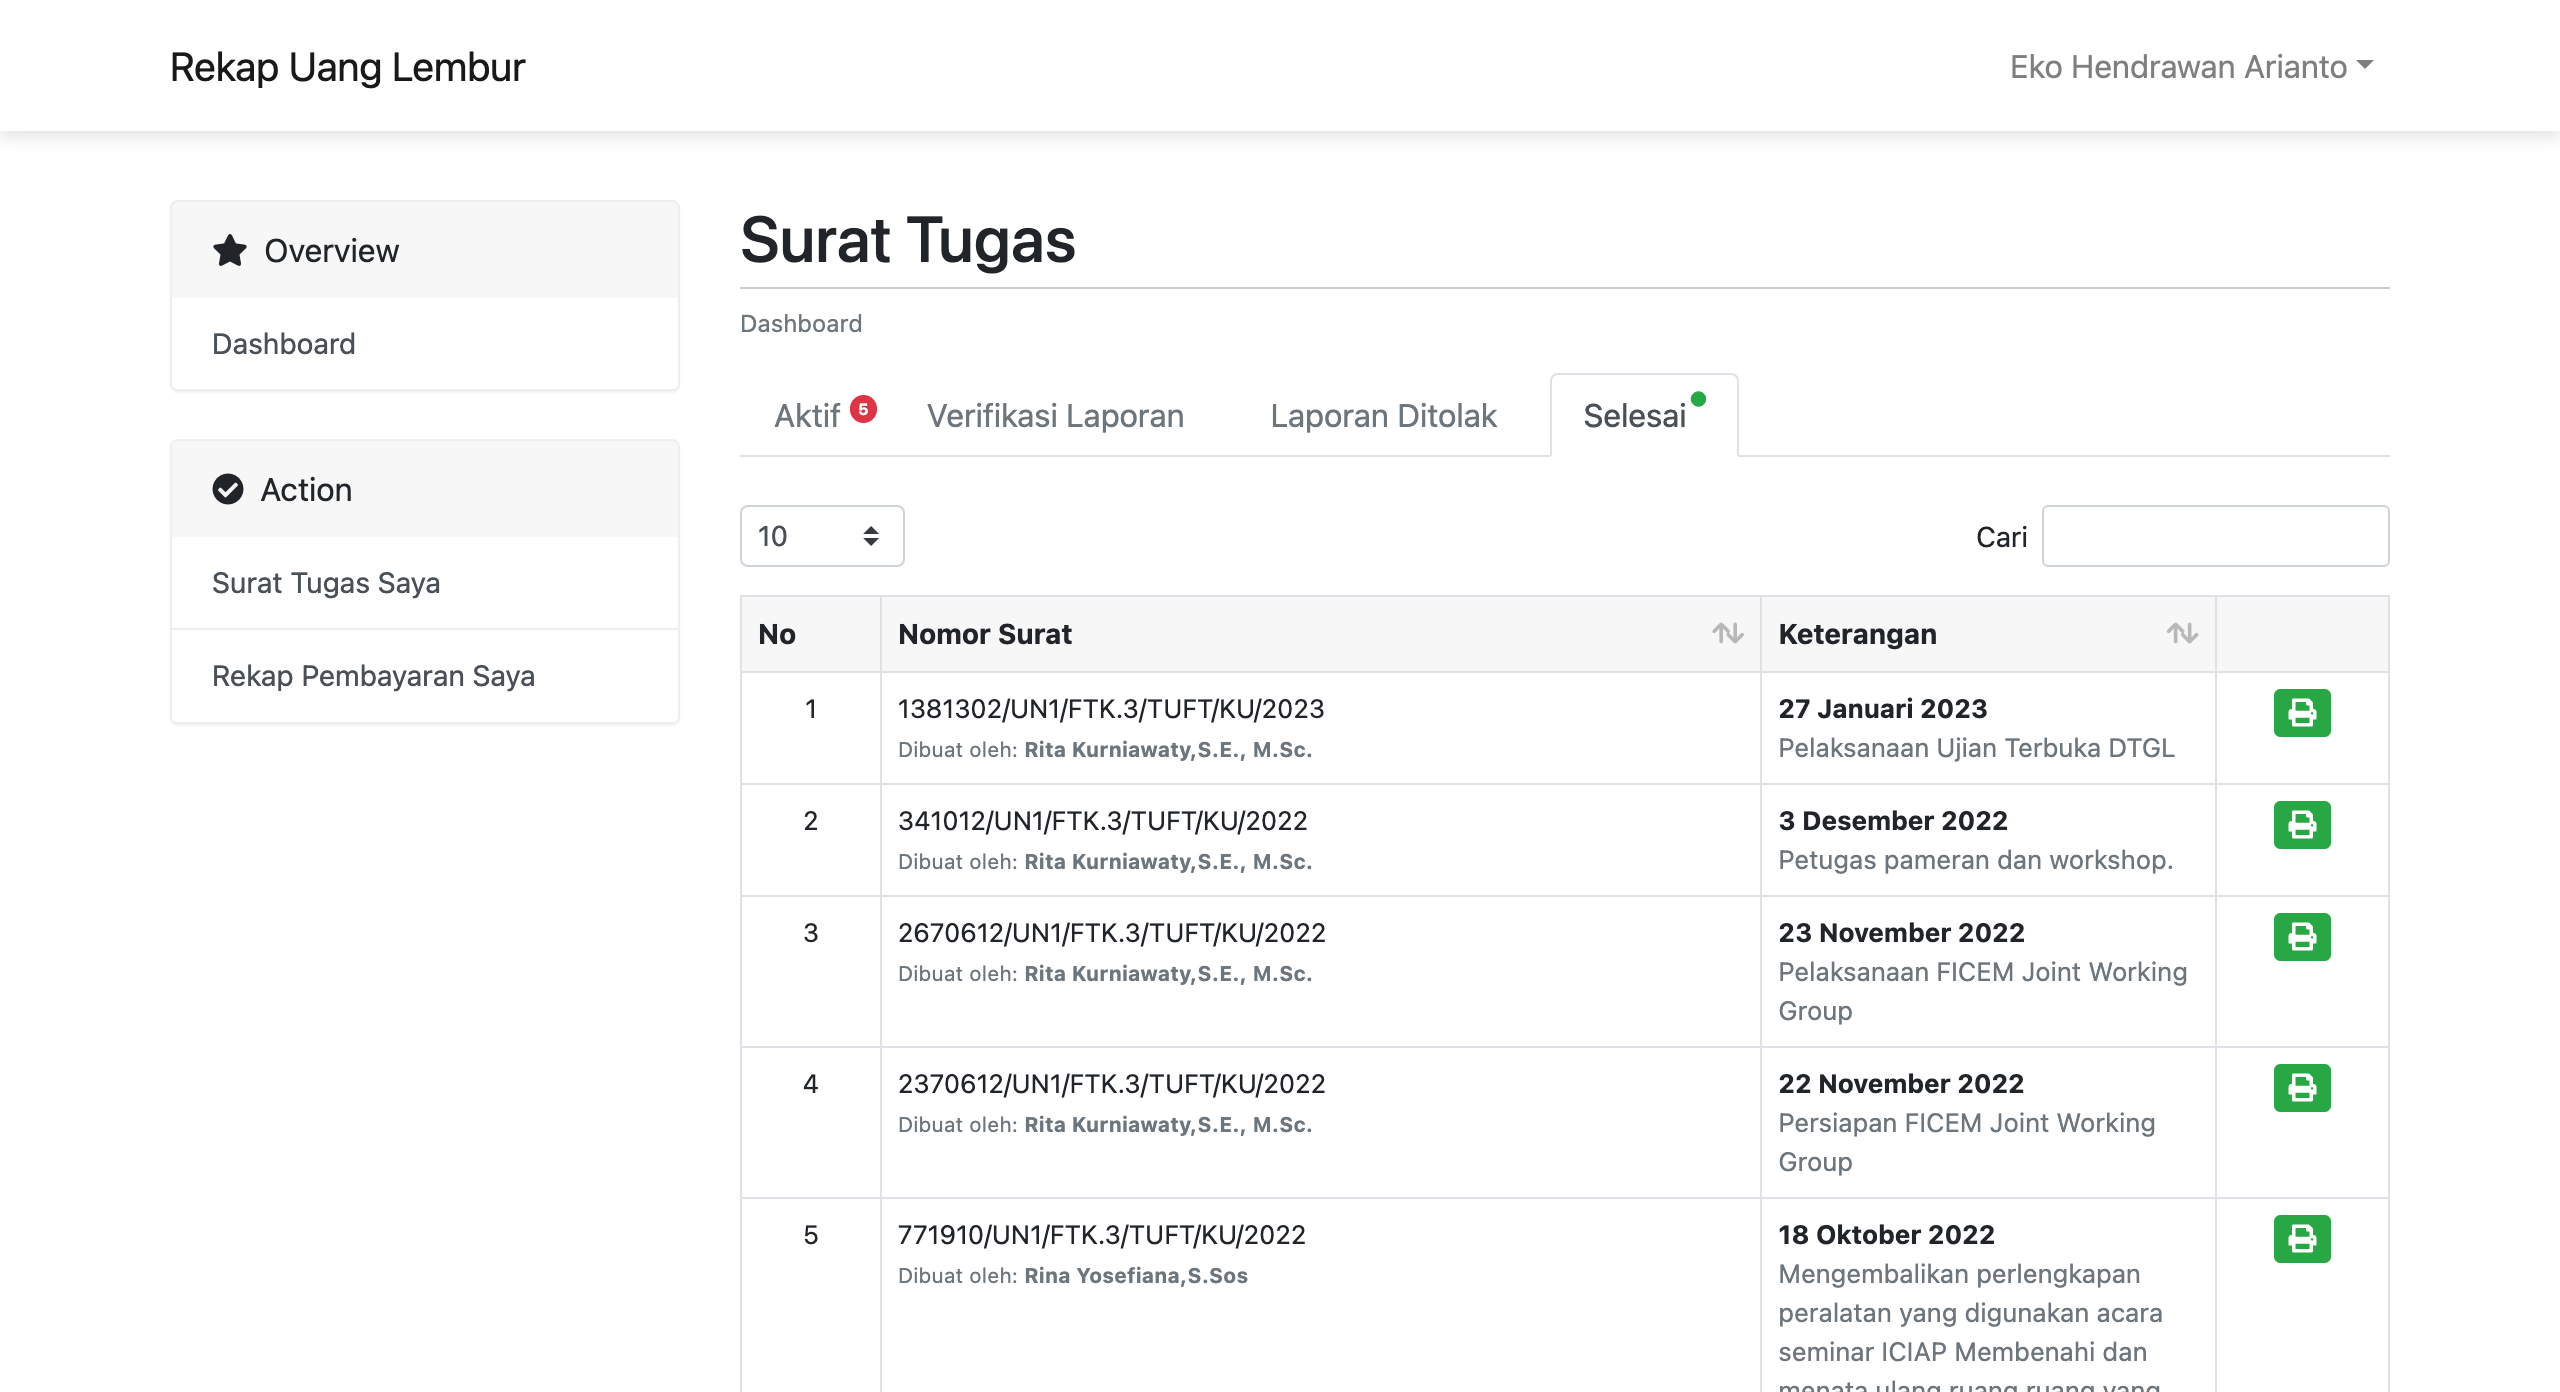 Rekap Uang Lembur
Eko Hendrawan Arianto
Overview
Dashboard
Action
Surat Tugas Saya
Rekap Pembayaran Saya
Surat Tugas
Dashboard
Aktif 5 Verifikasi Laporan Laporan Ditolak Selesai
10 Cari
No Nomor Surat Keterangan
1 1381302/UN1/FTK.3/TUFT/KU/2023 27 Januari 2023
Dibuat oleh: Rita Kurniawaty,S.E., M.Sc. Pelaksanaan Ujian Terbuka DTGL
2 341012/UN1/FTK.3/TUFT/KU/2022 3 Desember 2022
Dibuat oleh: Rita Kurniawaty,S.E., M.Sc. Petugas pameran dan workshop.
3 2670612/UN1/FTK.3/TUFT/KU/2022 23 November 2022
Dibuat oleh: Rita Kurniawaty,S.E., M.Sc. Pelaksanaan FICEM Joint Working
Group
4 2370612/UN1/FTK.3/TUFT/KU/2022 22 November 2022
Dibuat oleh: Rita Kurniawaty,S.E., M.Sc. Persiapan FICEM Joint Working
Group
5 771910/UN1/FTK.3/TUFT/KU/2022 18 Oktober 2022
Dibuat oleh: Rina Yosefiana,S.Sos Mengembalikan perlengkapan
peralatan yang digunakan acara
seminar ICIAP Membenahi dan
menata ulang ruang ruang yang